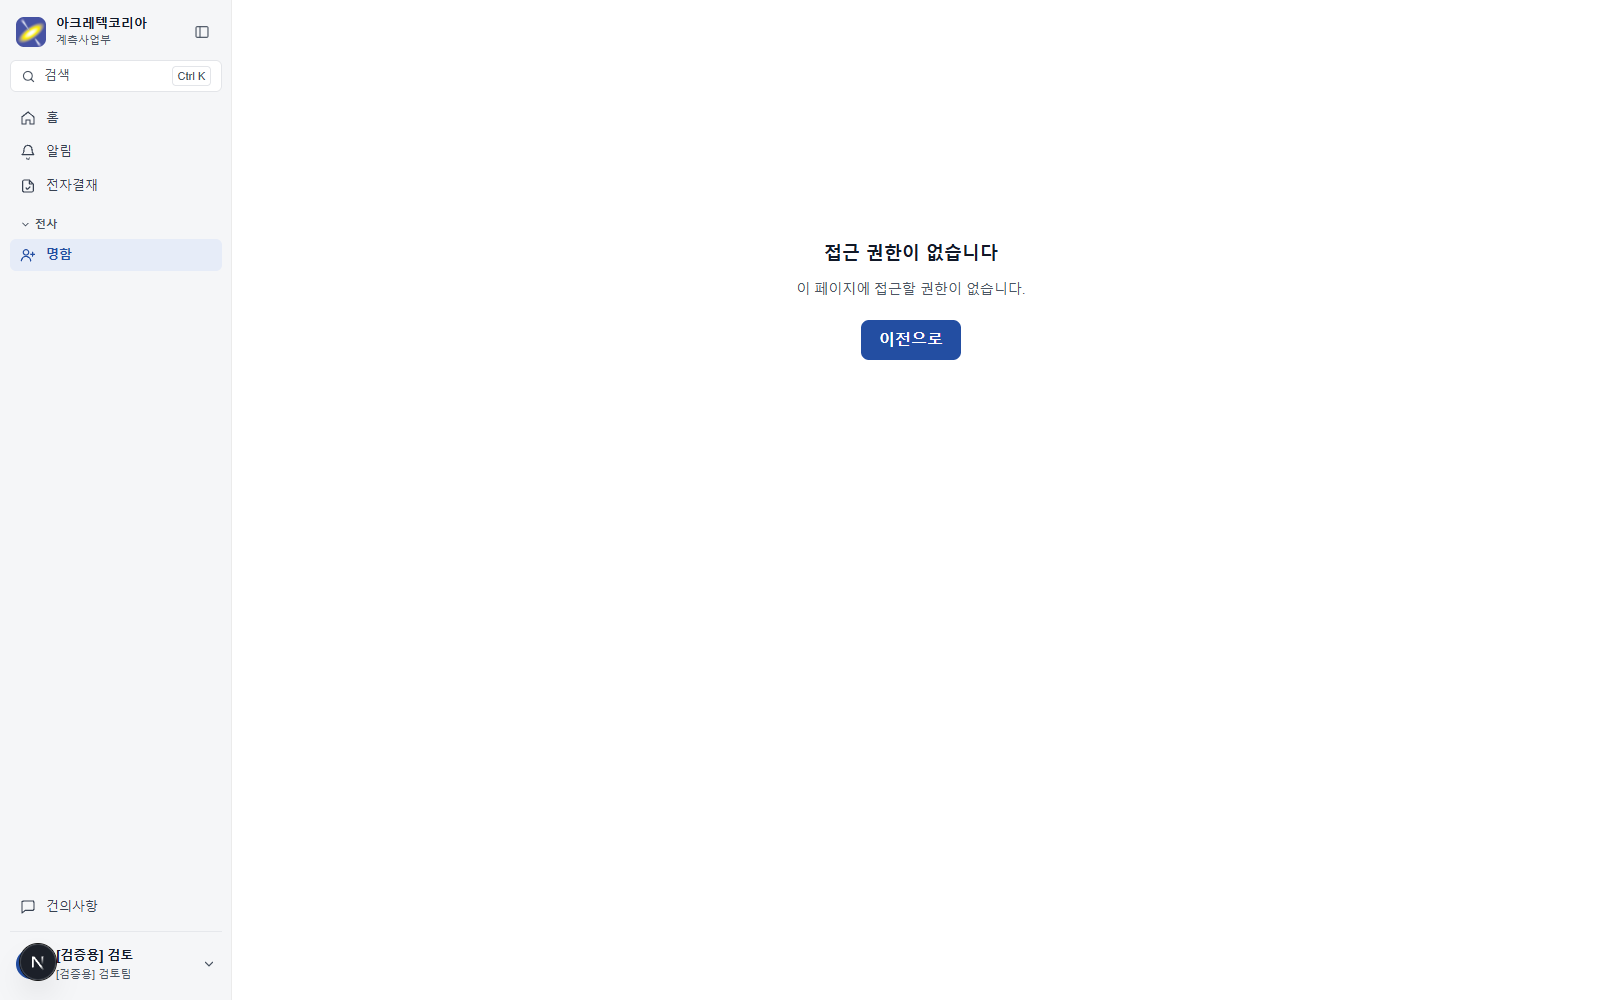 아크레텍코리아
계측사업부
검색
Ctrl K
홈
알림
전자결재
전사
명함
접근 권한이 없습니다
이 페이지에 접근할 권한이 없습니다.
이전으로
건의사항
N
[검증용] 검토
[검증용] 검토팀